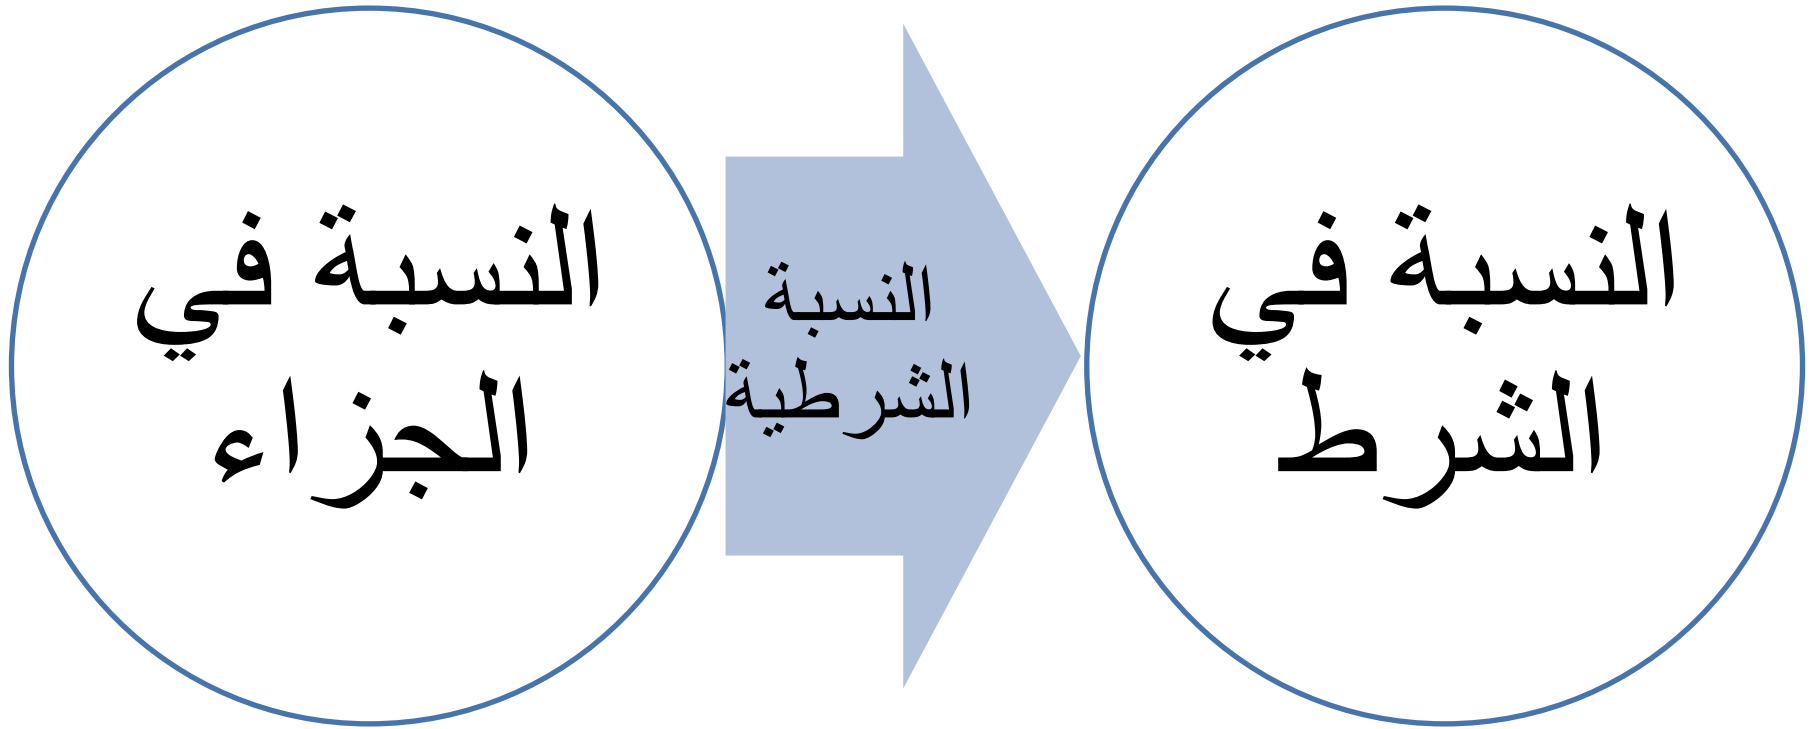 النسبة في
الشرط
النسبة
الشرطية
النسبة في
الجزاء